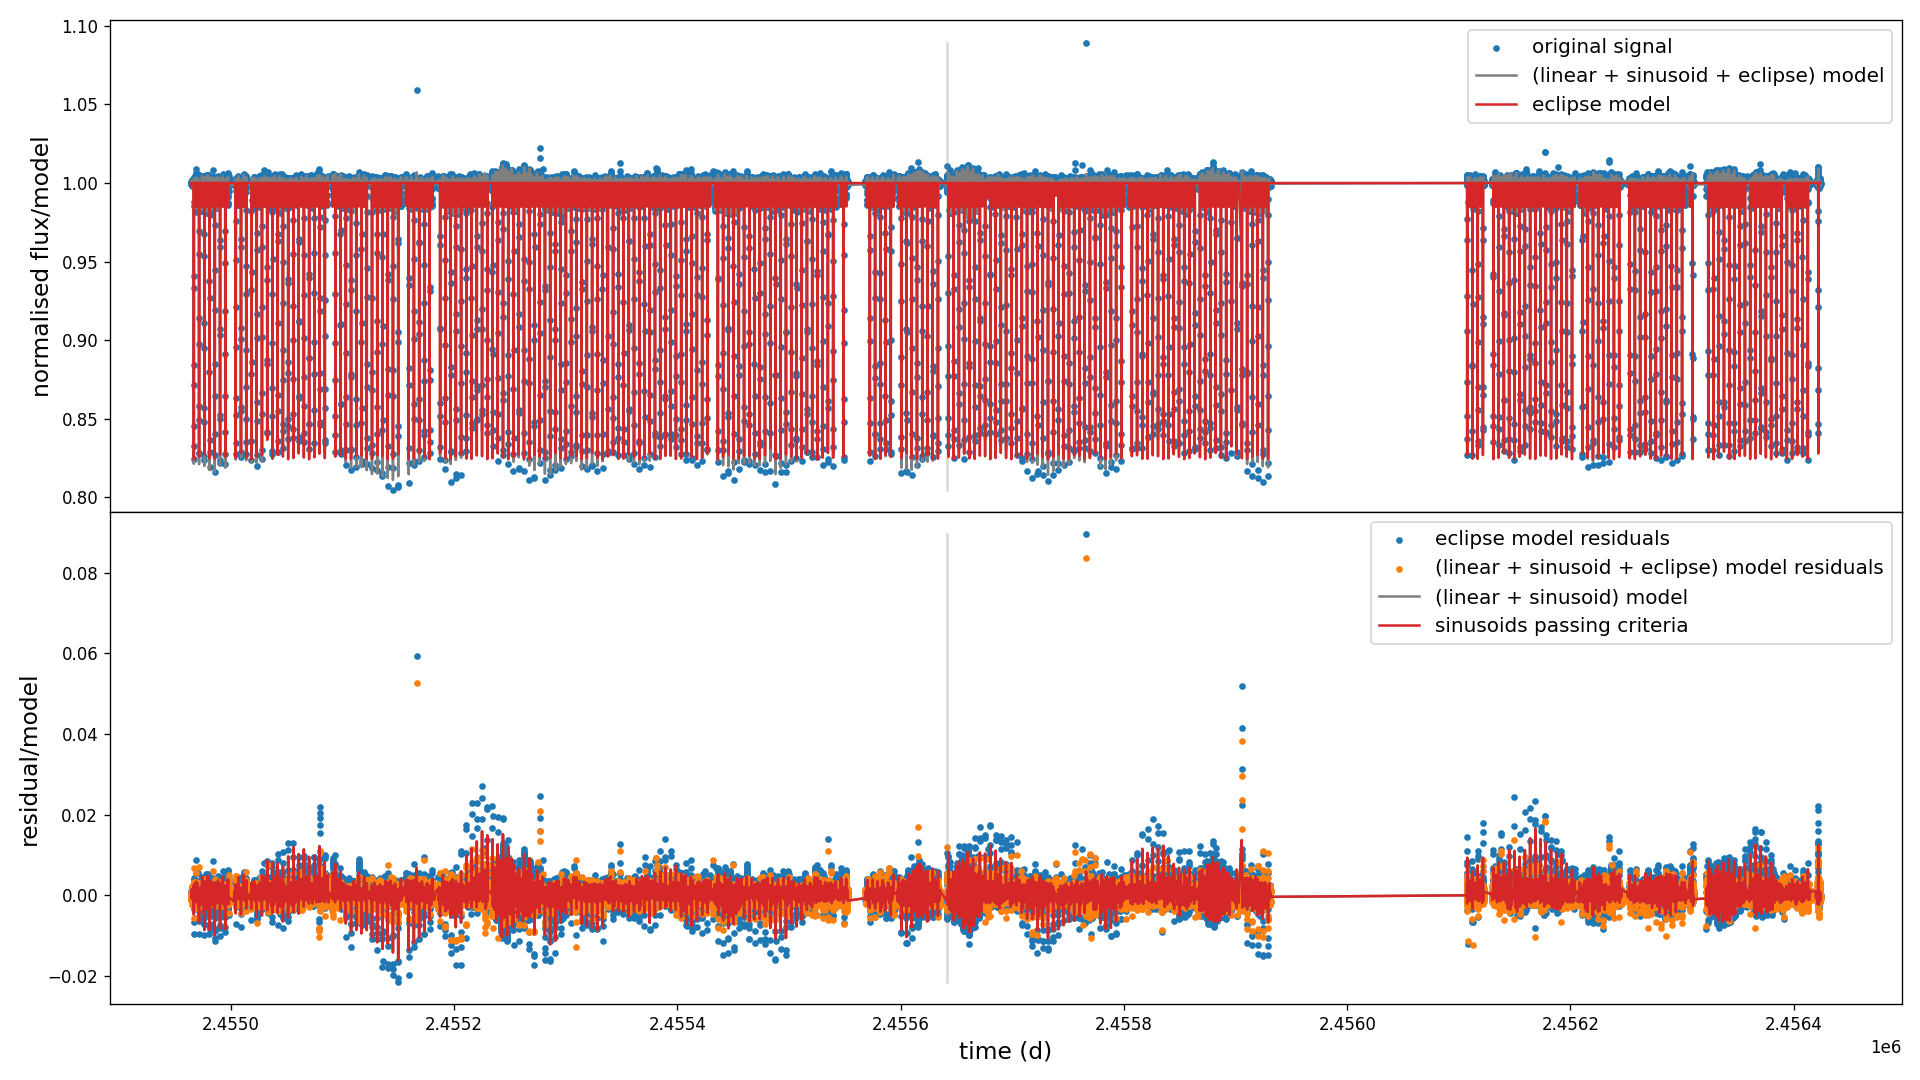 1.10
1.05
1.00
0.95
0.90
0.85
0.80
normalised flux/model
original signal
(linear + sinusoid + eclipse) model
eclipse model
0.08
0.06
0.04
0.02
0.00
−0.02
residual/model
eclipse model residuals
(linear + sinusoid + eclipse) model residuals
(linear + sinusoid) model
sinusoids passing criteria
2.4550 2.4552 2.4554 2.4556 2.4558 2.4560 2.4562 2.4564
time (d)
1e6